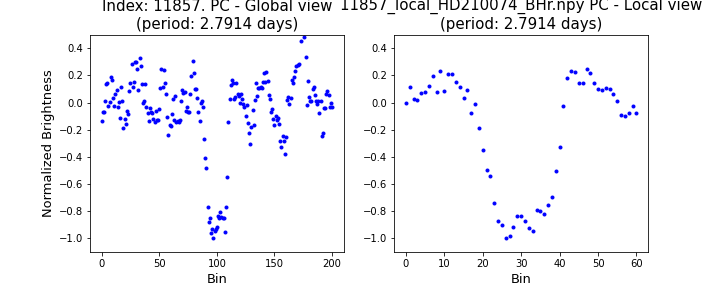 Index: 11857. PC - Global view
(period: 2.7914 days)
11857_local_HD210074_BHr.npy PC - Local view
(period: 2.7914 days)
Normalized Brightness
0.4
0.2
0.0
−0.2
−0.4
−0.6
−0.8
−1.0
0 50 100 150 200
Bin
0.4
0.2
0.0
−0.2
−0.4
−0.6
−0.8
−1.0
0 10 20 30 40 50 60
Bin